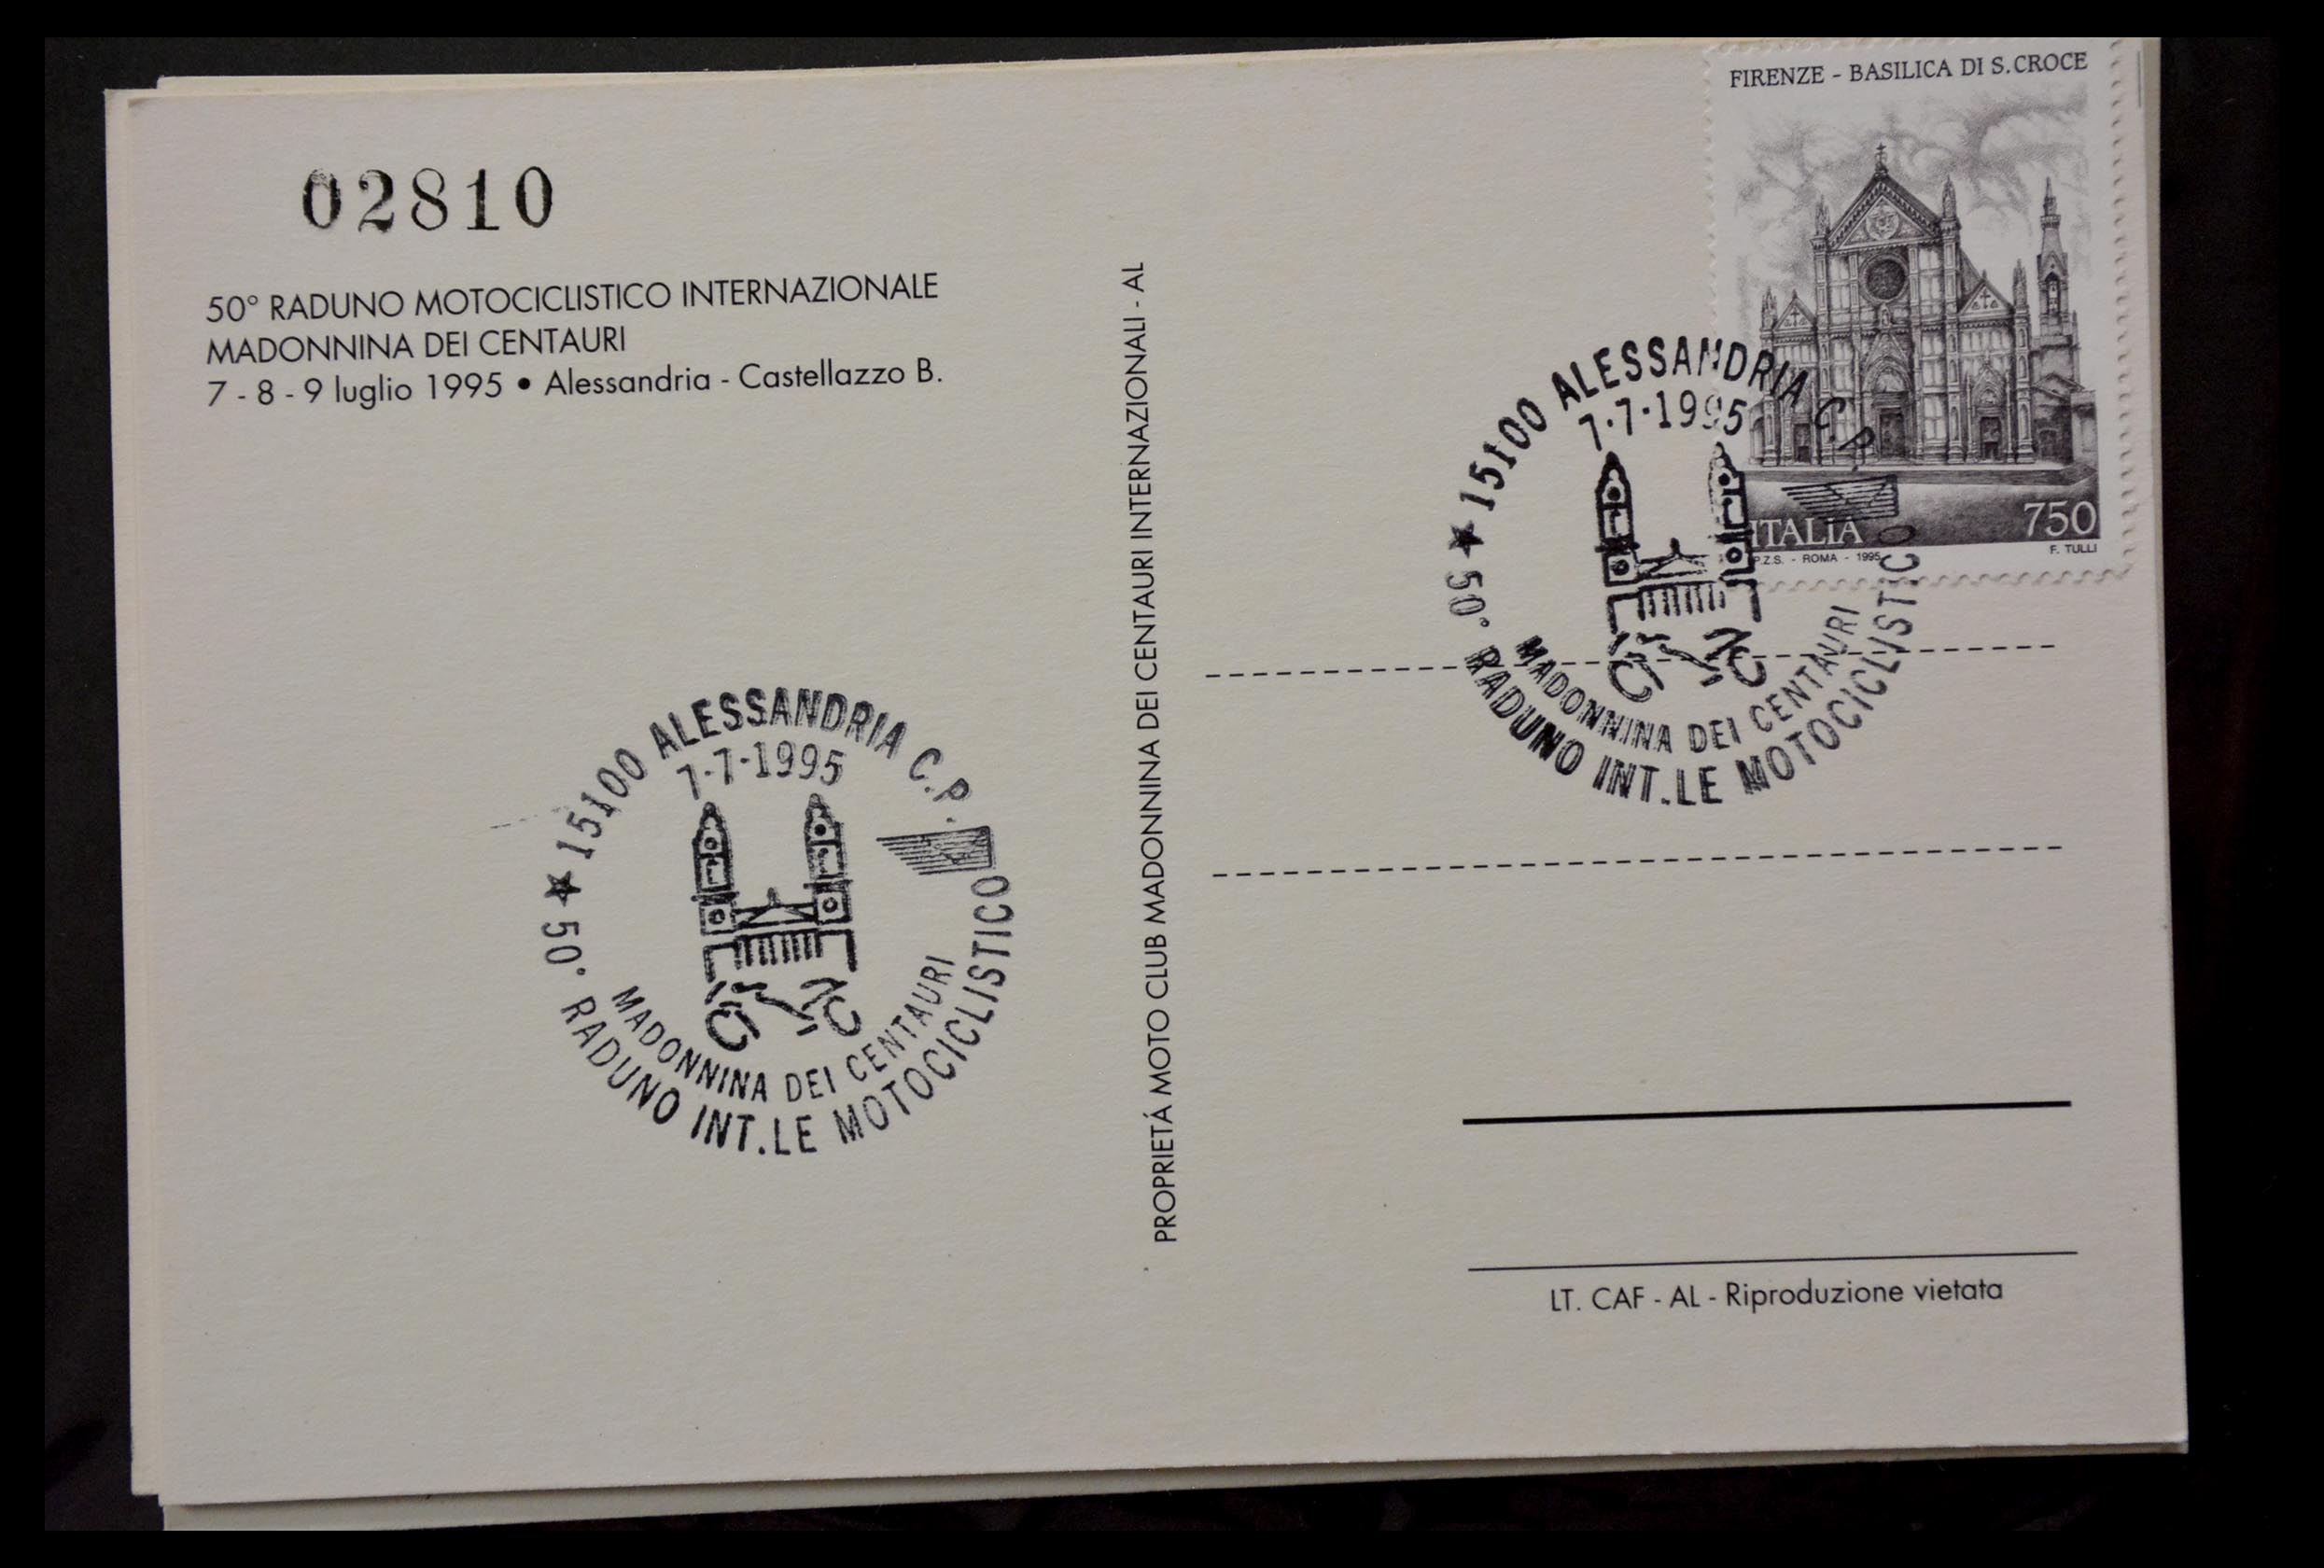 02810
50° RADUNO MOTOCICLISTICO INTERNAZIONALE
MADONNINA DEI CENTAURI
7 - 8 - 9 luglio 1995 • Alessandria - Castellazzo B.
15100 ALESSANDRIA C.P.
7·7·1995
MADONNINA DEI CENTAURI
50° RADUNO INT.LE MOTOCICLISTICO
PROPRIETÁ MOTO CLUB MADONNINA DEI CENTAURI INTERNAZIONALI - AL
FIRENZE - BASILICA DI S.CROCE
ITALIA 750
P.Z.S. - ROMA - 1995 F. TULLI
15100 ALESSANDRIA C.P.
7·7·1995
MADONNINA DEI CENTAURI
50° RADUNO INT.LE MOTOCICLISTICO
LT. CAF - AL - Riproduzione vietata